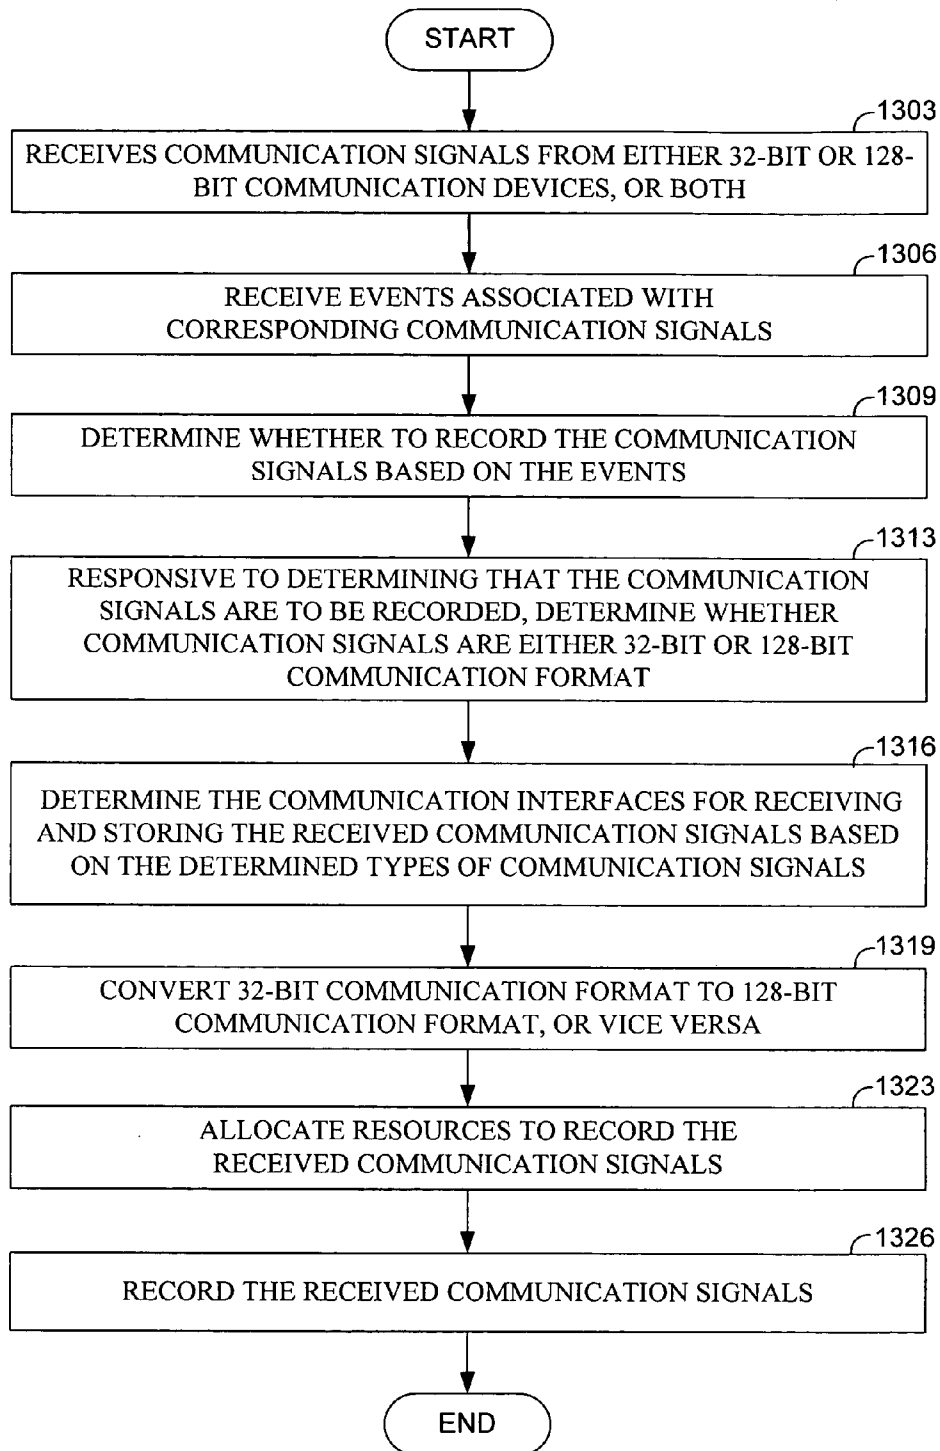 START
1303
RECEIVES COMMUNICATION SIGNALS FROM EITHER 32-BIT OR 128-
BIT COMMUNICATION DEVICES, OR BOTH
1306
RECEIVE EVENTS ASSOCIATED WITH
CORRESPONDING COMMUNICATION SIGNALS
1309
DETERMINE WHETHER TO RECORD THE COMMUNICATION
SIGNALS BASED ON THE EVENTS
1313
RESPONSIVE TO DETERMINING THAT THE COMMUNICATION
SIGNALS ARE TO BE RECORDED, DETERMINE WHETHER
COMMUNICATION SIGNALS ARE EITHER 32-BIT OR 128-BIT
COMMUNICATION FORMAT
1316
DETERMINE THE COMMUNICATION INTERFACES FOR RECEIVING
AND STORING THE RECEIVED COMMUNICATION SIGNALS BASED
ON THE DETERMINED TYPES OF COMMUNICATION SIGNALS
1319
CONVERT 32-BIT COMMUNICATION FORMAT TO 128-BIT
COMMUNICATION FORMAT, OR VICE VERSA
1323
ALLOCATE RESOURCES TO RECORD THE
RECEIVED COMMUNICATION SIGNALS
1326
RECORD THE RECEIVED COMMUNICATION SIGNALS
END